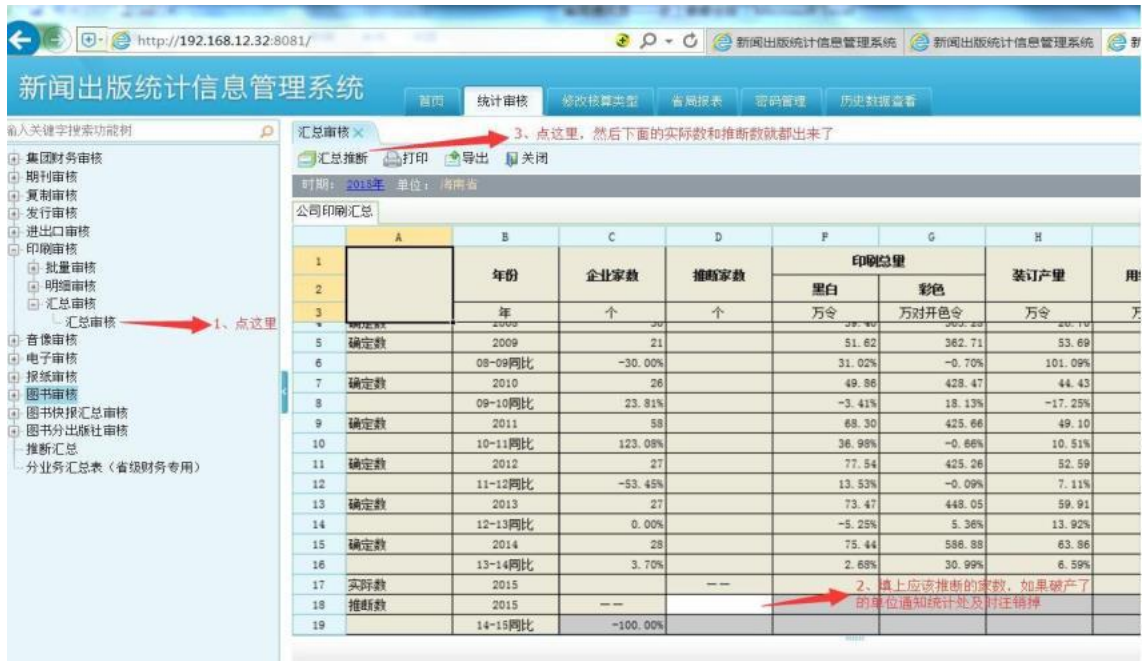 http://192.168.12.32:8081/
新闻出版统计信息管理系统 新闻出版统计信息管理系统
新闻出版统计信息管理系统
首页 统计审核 修改核算类型 省局报表 密码管理 历史数据查看
输入关键字搜索功能树 汇总审核 3、点这里，然后下面的实际数和推断数就都出来了
集团财务审核 汇总推断 打印 导出 关闭
期刊审核
复制审核 时期： 2015年 单位： 海南省
发行审核 公司印刷汇总
进出口审核
印刷审核
批量审核
明细审核
汇总审核
汇总审核 1、点这里
音像审核
电子审核
报纸审核
图书审核
图书快报汇总审核
图书分出版社审核
推断汇总
分业务汇总表（省级财务专用）
A B C D F G H
1 年份 企业家数 推断家数 印刷总里 装订产里
2 黑白 彩色
3 年 个 个 万令 万对开色令 万令
5 确定数 2009 21 51.62 362.71 53.69
6 08-09同比 -30.00% 31.02% -0.70% 101.09%
7 确定数 2010 26 49.86 428.47 44.43
8 09-10同比 23.81% -3.41% 18.13% -17.25%
9 确定数 2011 58 68.30 425.66 49.10
10 10-11同比 123.08% 36.98% -0.66% 10.51%
11 确定数 2012 27 77.54 425.26 52.59
12 11-12同比 -53.45% 13.53% -0.09% 7.11%
13 确定数 2013 27 73.47 448.05 59.91
14 12-13同比 0.00% -5.25% 5.36% 13.92%
15 确定数 2014 28 75.44 586.88 63.86
16 13-14同比 3.70% 2.68% 30.99% 6.59%
17 实际数 2015 -- 2、填上应该推断的家数，如果破产了
18 推断数 2015 -- 的单位通知统计处及时注销掉
19 14-15同比 -100.00%